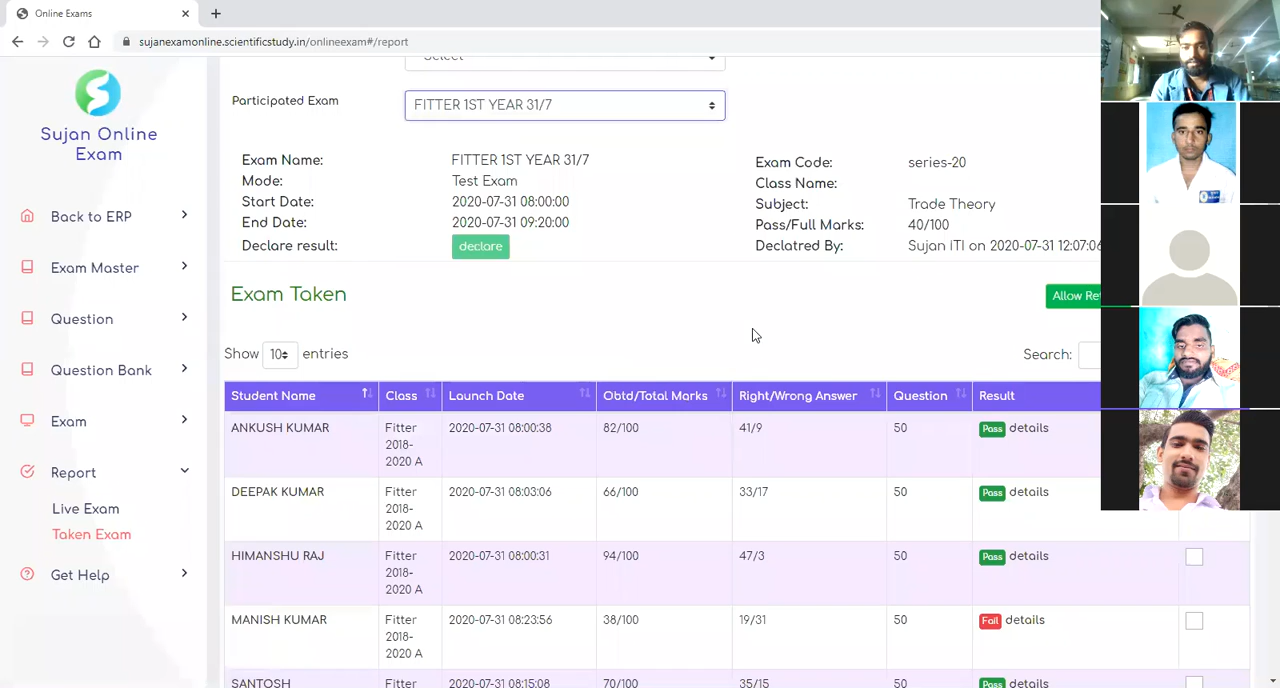 Online Exams
sujanexamonline.scientificstudy.in/onlineexam#/report
Sujan Online
Exam
Back to ERP
Exam Master
Question
Question Bank
Exam
Report
Live Exam
Taken Exam
Get Help
Select
Participated Exam
FITTER 1ST YEAR 31/7
Exam Name: FITTER 1ST YEAR 31/7
Mode: Test Exam
Start Date: 2020-07-31 08:00:00
End Date: 2020-07-31 09:20:00
Declare result: declare
Exam Code: series-20
Class Name:
Subject: Trade Theory
Pass/Full Marks: 40/100
Declatred By: Sujan ITI on 2020-07-31 12:07:06
Exam Taken
Allow Re
Show 10 entries
Search:
Student Name Class Launch Date Obtd/Total Marks Right/Wrong Answer Question Result
ANKUSH KUMAR Fitter 2020-07-31 08:00:38 82/100 41/9 50 Pass details
2018-
2020 A
DEEPAK KUMAR Fitter 2020-07-31 08:03:06 66/100 33/17 50 Pass details
2018-
2020 A
HIMANSHU RAJ Fitter 2020-07-31 08:00:31 94/100 47/3 50 Pass details
2018-
2020 A
MANISH KUMAR Fitter 2020-07-31 08:23:56 38/100 19/31 50 Fail details
2018-
2020 A
SANTOSH Fitter 2020-07-31 08:15:08 70/100 35/15 50 Pass details